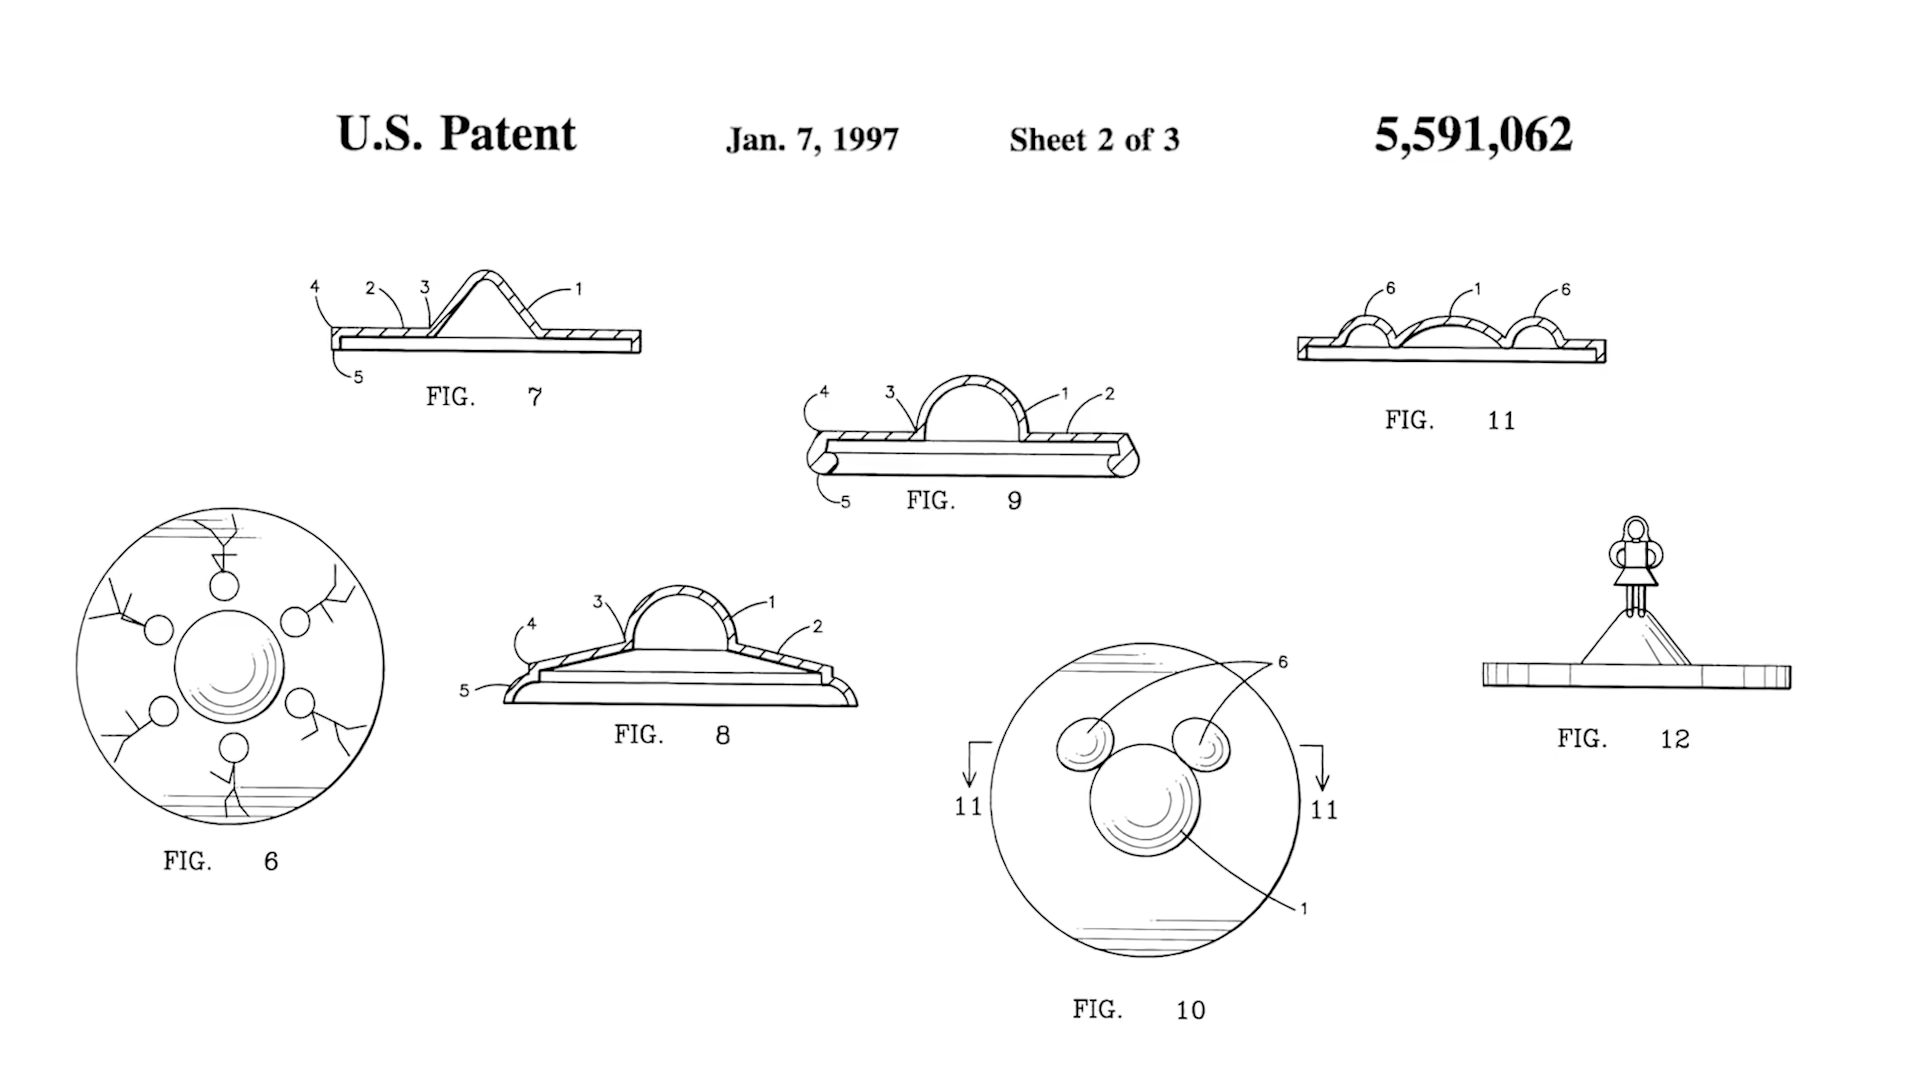 U.S. Patent Jan. 7, 1997 Sheet 2 of 3 5,591,062
4 2 3 1
5
FIG. 7
4 3 1 2
5
FIG. 9
6 1 6
FIG. 11
FIG. 6
3 1
4 2
5
FIG. 8
6
11 11
1
FIG. 10
FIG. 12